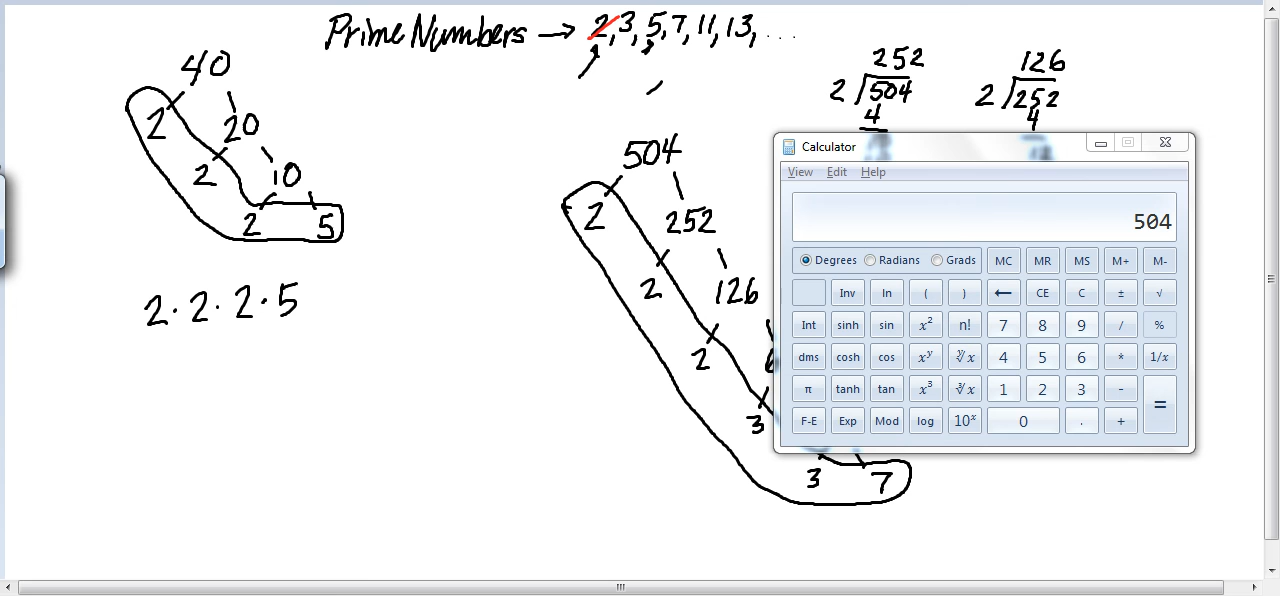 Prime Numbers → 2, 3, 5, 7, 11, 13, ...
40
2 20
2 10
2 5
2 · 2 · 2 · 5
504
2 252
2 126
2
3
3 7
252
2 504
4
126
2 252
4
Calculator
View Edit Help
504
Degrees Radians Grads MC MR MS M+ M-
Inv ln ( ) ← CE C ± √
Int sinh sin x² n! 7 8 9 / %
dms cosh cos xʸ ʸ√x 4 5 6 * 1/x
π tanh tan x³ ³√x 1 2 3 - =
F-E Exp Mod log 10ˣ 0 . +